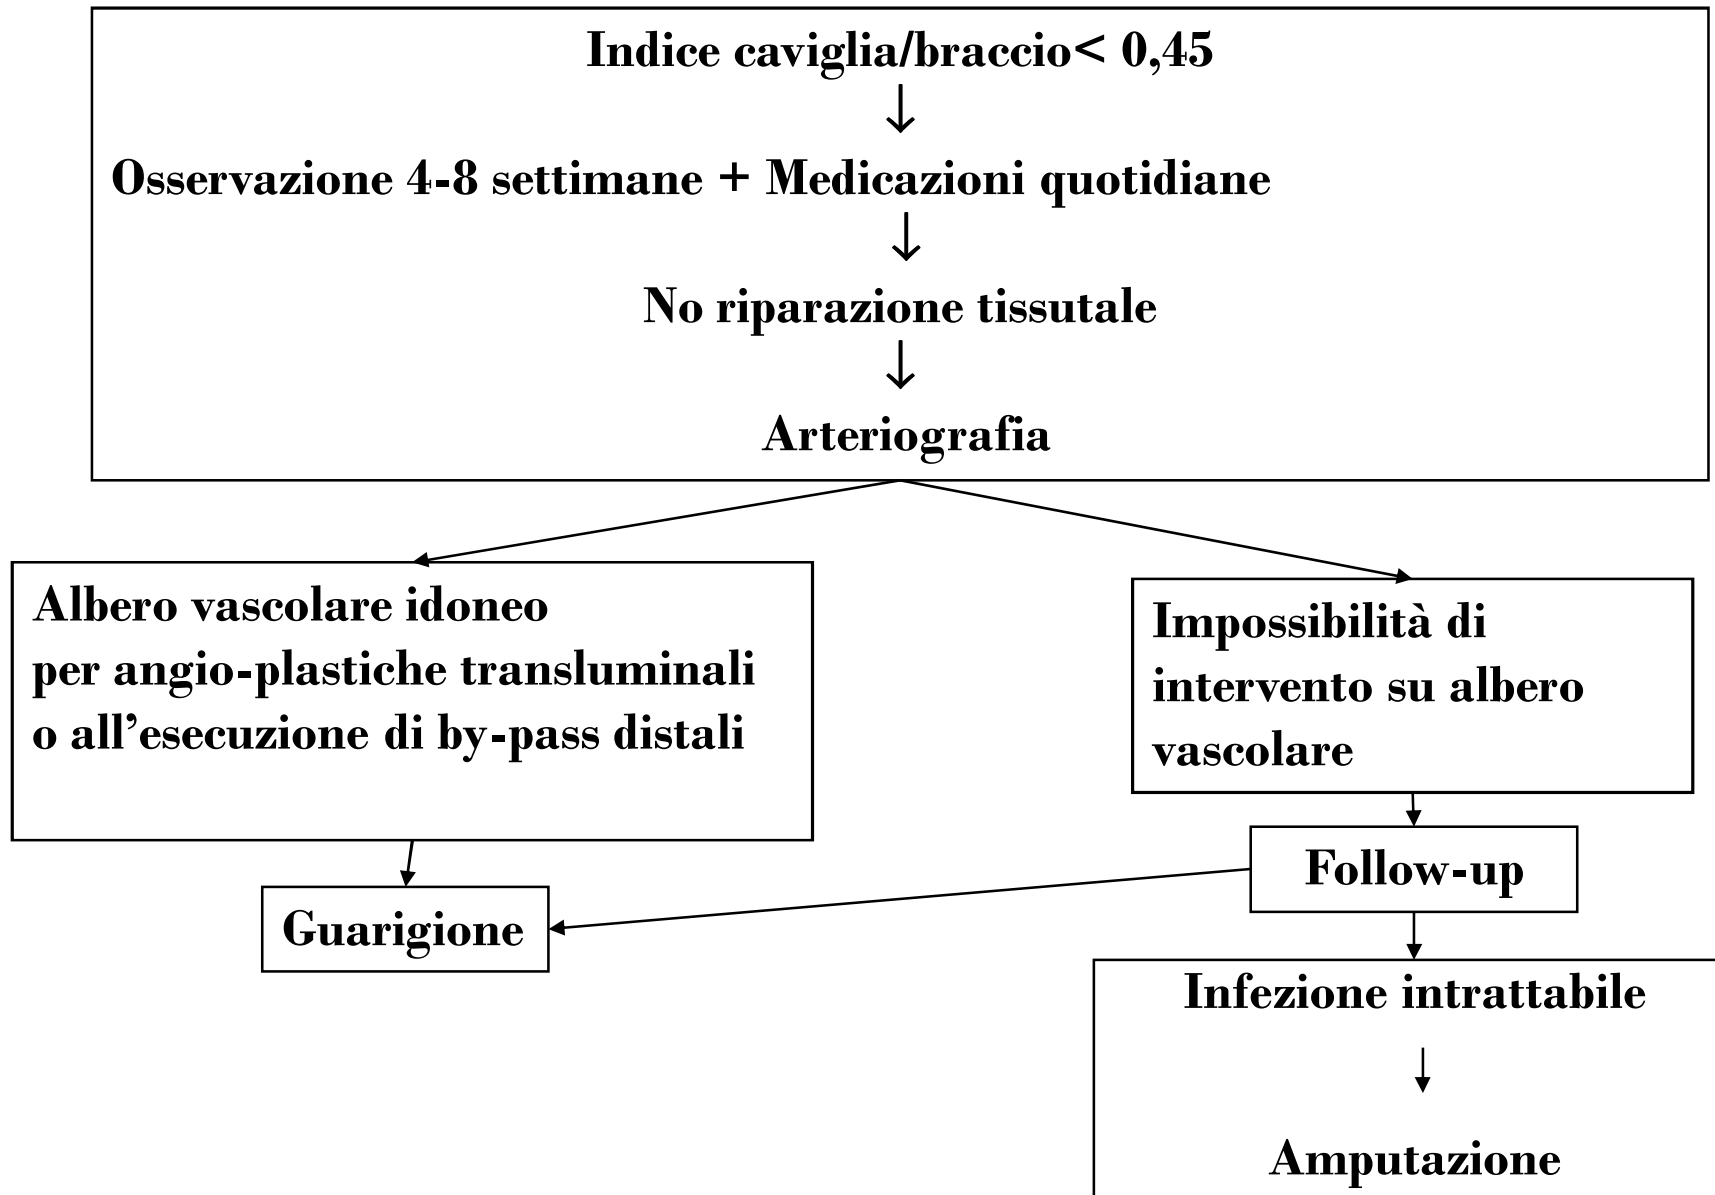 Indice caviglia/braccio< 0,45
↓
Osservazione 4-8 settimane + Medicazioni quotidiane
↓
No riparazione tissutale
↓
Arteriografia
Albero vascolare idoneo
per angio-plastiche transluminali
o all’esecuzione di by-pass distali
Impossibilità di
intervento su albero
vascolare
Follow-up
Guarigione
Infezione intrattabile
Amputazione